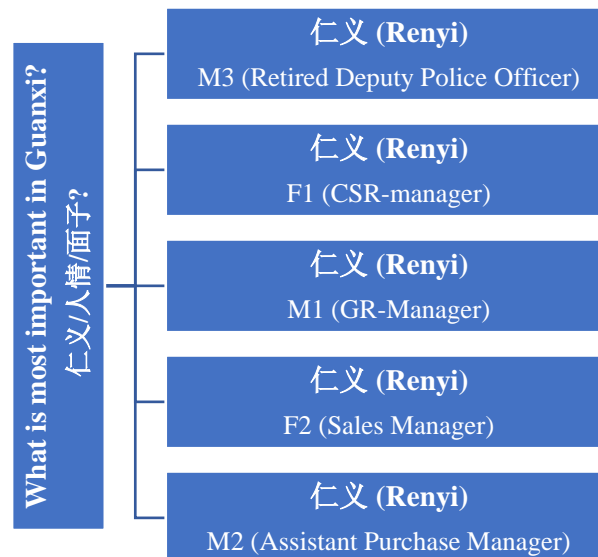 What is most important in Guanxi?
仁义/人情/面子?
仁义 (Renyi)
M3 (Retired Deputy Police Officer)
仁义 (Renyi)
F1 (CSR-manager)
仁义 (Renyi)
M1 (GR-Manager)
仁义 (Renyi)
F2 (Sales Manager)
仁义 (Renyi)
M2 (Assistant Purchase Manager)